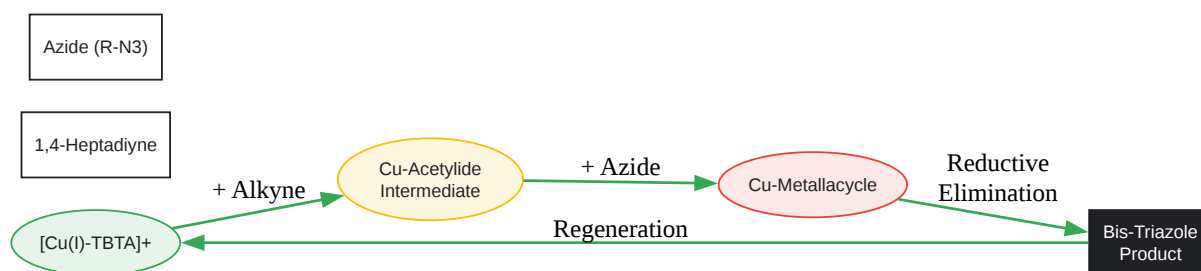 Azide (R-N3)
1,4-Heptadiyne
[Cu(I)-TBTA]+
+ Alkyne
Cu-Acetylide
Intermediate
+ Azide
Cu-Metallacycle
Reductive
Elimination
Regeneration
Bis-Triazole
Product